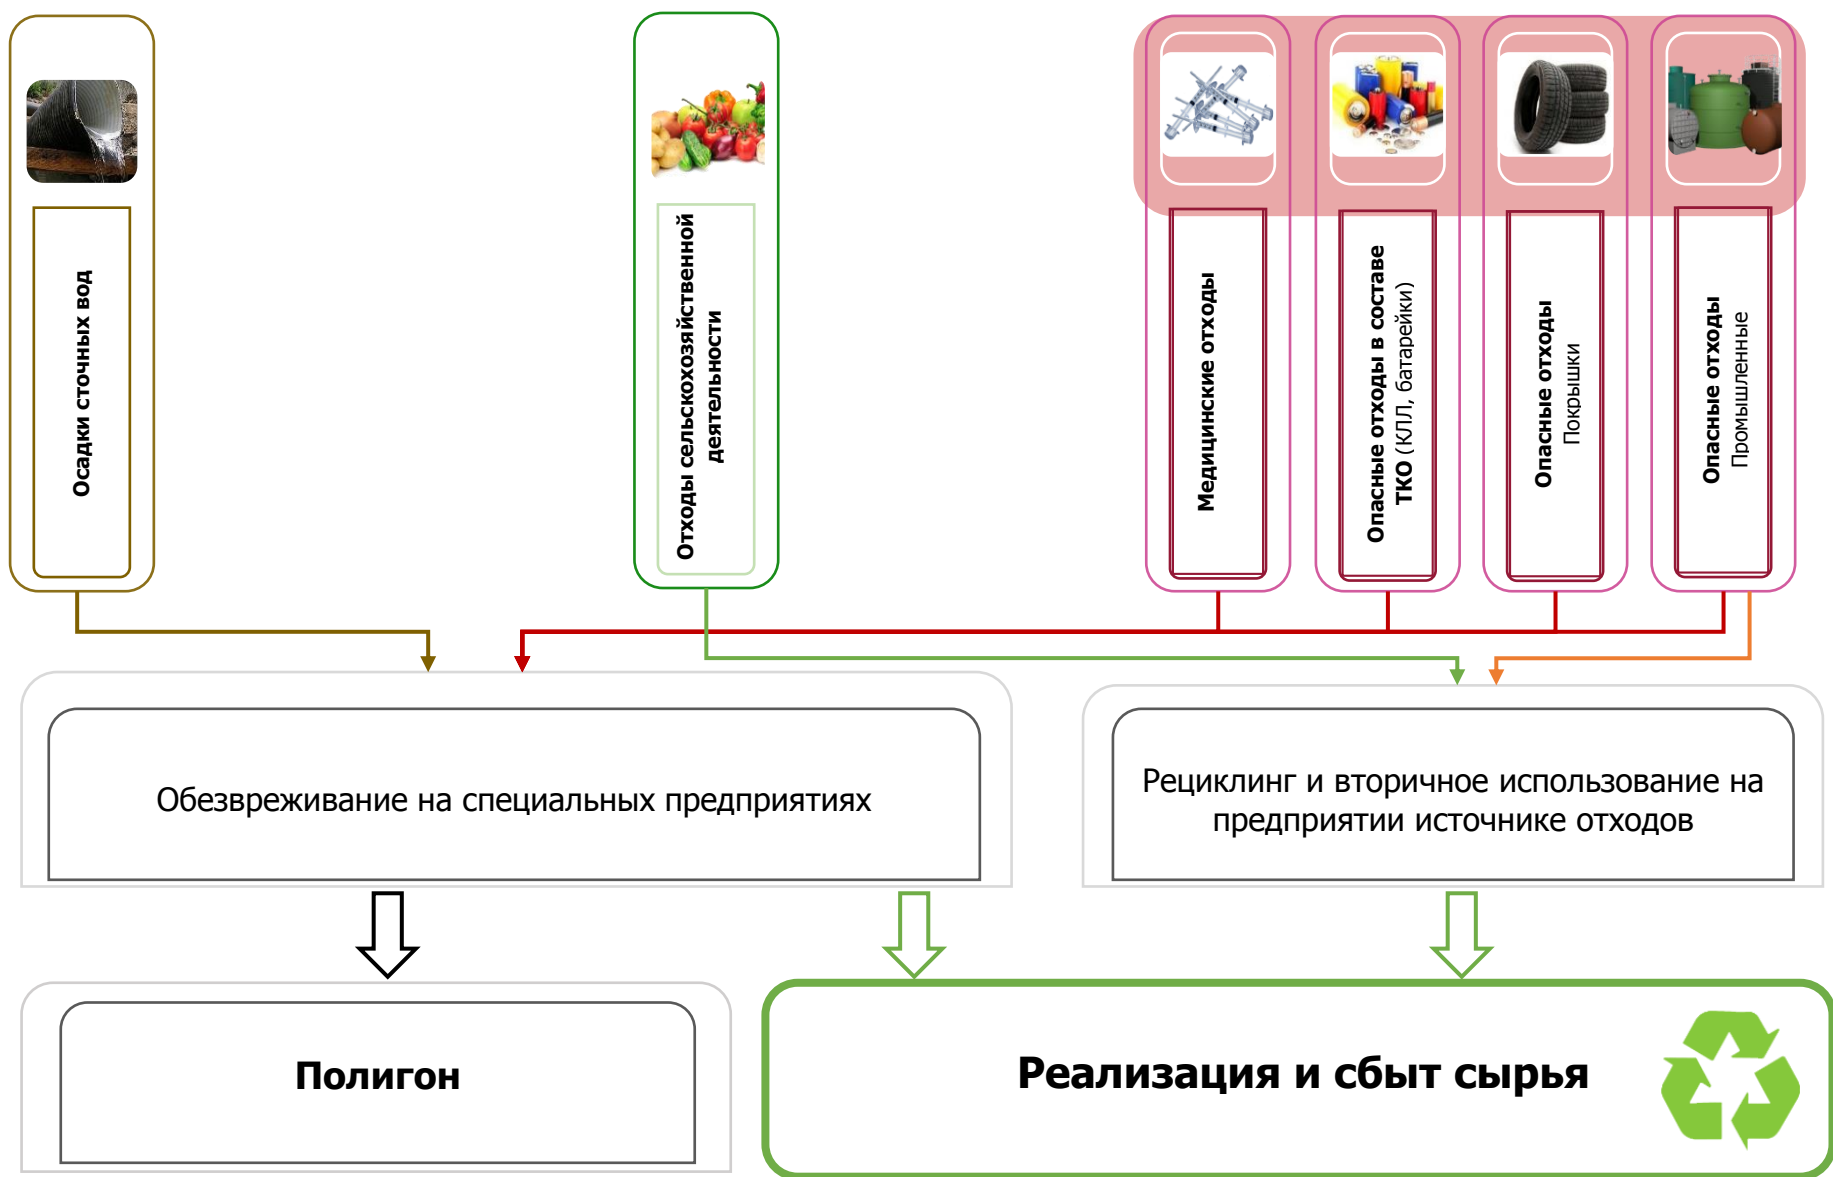 Осадки сточных вод
Отходы сельскохозяйственной
деятельности
Медицинские отходы
Опасные отходы в составе
ТКО (КЛЛ, батарейки)
Опасные отходы
Покрышки
Опасные отходы
Промышленные
Обезвреживание на специальных предприятиях
Рециклинг и вторичное использование на
предприятии источнике отходов
Полигон
Реализация и сбыт сырья